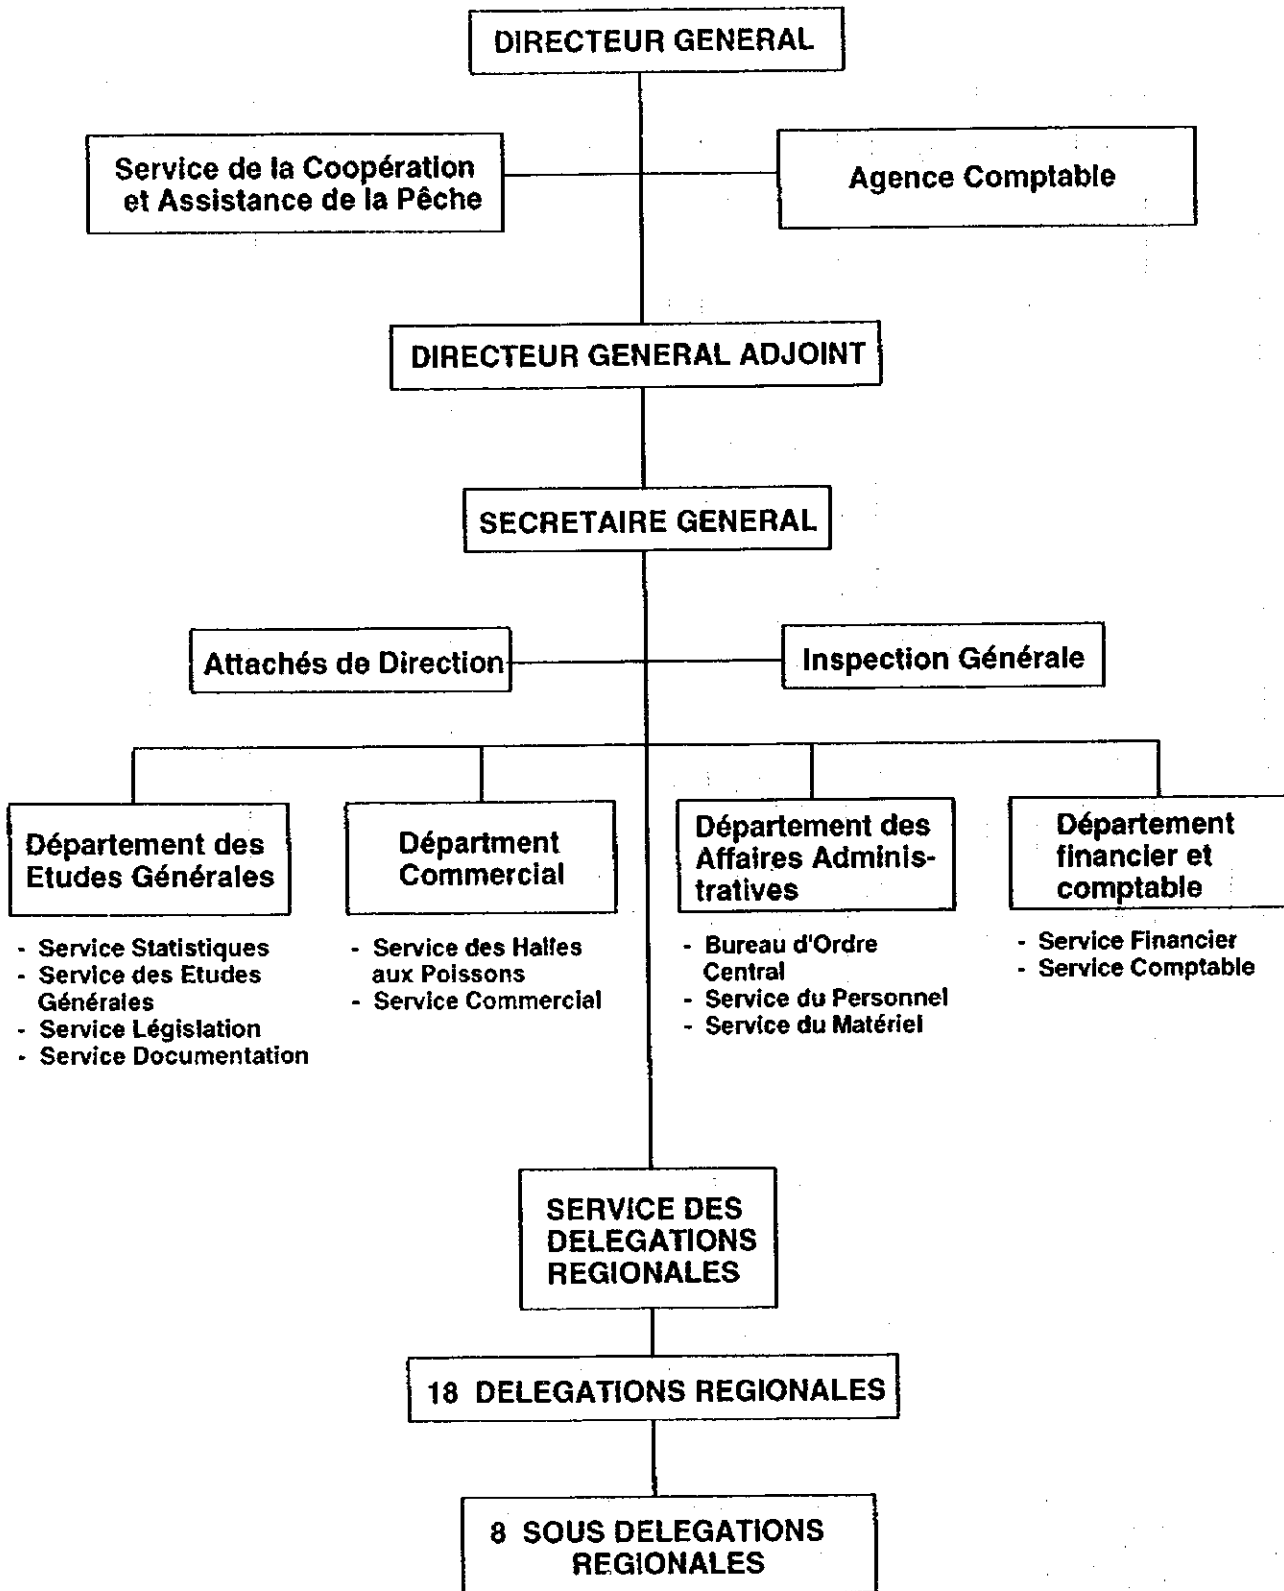 DIRECTEUR GENERAL
Service de la Coopération
et Assistance de la Pêche
Agence Comptable
DIRECTEUR GENERAL ADJOINT
SECRETAIRE GENERAL
Attachés de Direction
Inspection Générale
Département des
Etudes Générales
- Service Statistiques
- Service des Etudes
Générales
- Service Législation
- Service Documentation
Départment
Commercial
- Service des Halles
aux Poissons
- Service Commercial
Département des
Affaires Adminis-
tratives
- Bureau d'Ordre
Central
- Service du Personnel
- Service du Matériel
Département
financier et
comptable
- Service Financier
- Service Comptable
SERVICE DES
DELEGATIONS
REGIONALES
18 DELEGATIONS REGIONALES
8 SOUS DELEGATIONS
REGIONALES